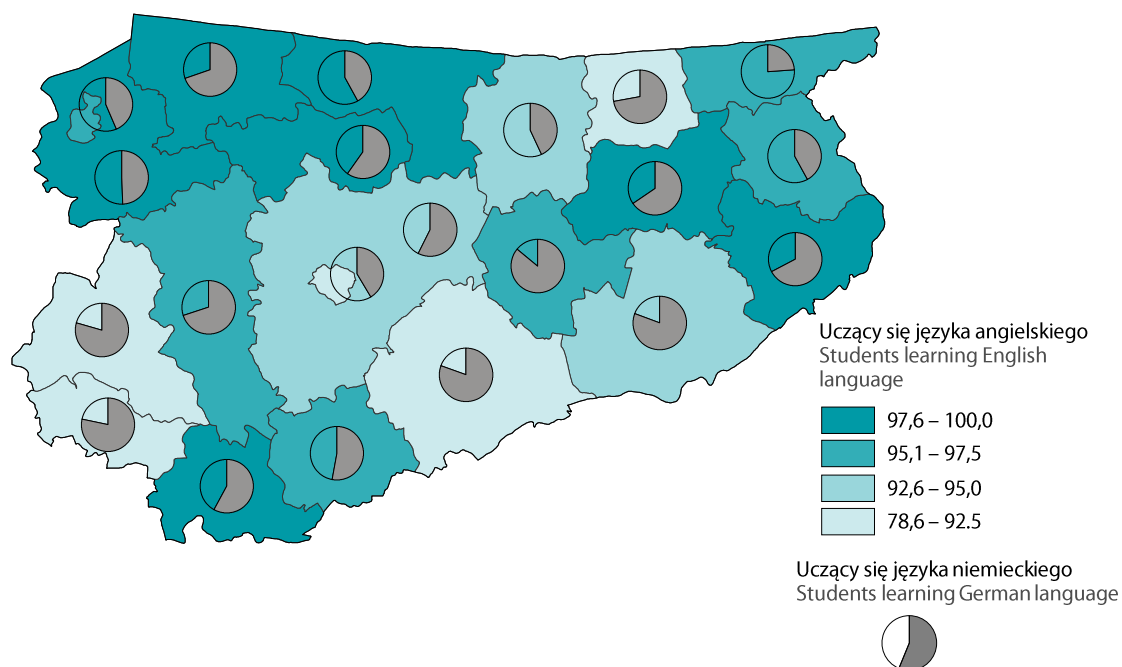 Uczący się języka angielskiego
Students learning English
language
97,6 – 100,0
95,1 – 97,5
92,6 – 95,0
78,6 – 92.5
Uczący się języka niemieckiego
Students learning German language